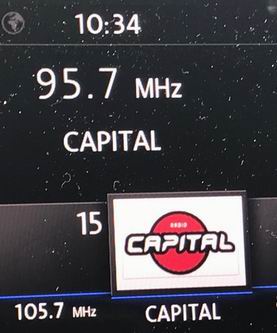 10:34
95.7 MHz
CAPITAL
15
RADIO
CAPITAL
105.7 MHz
CAPITAL